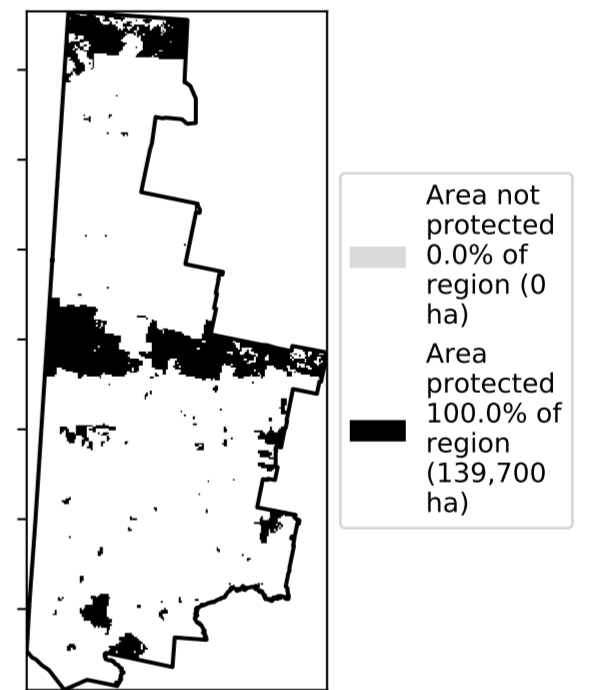 Area not
protected
0.0% of
region (0
ha)
Area
protected
100.0% of
region
(139,700
ha)